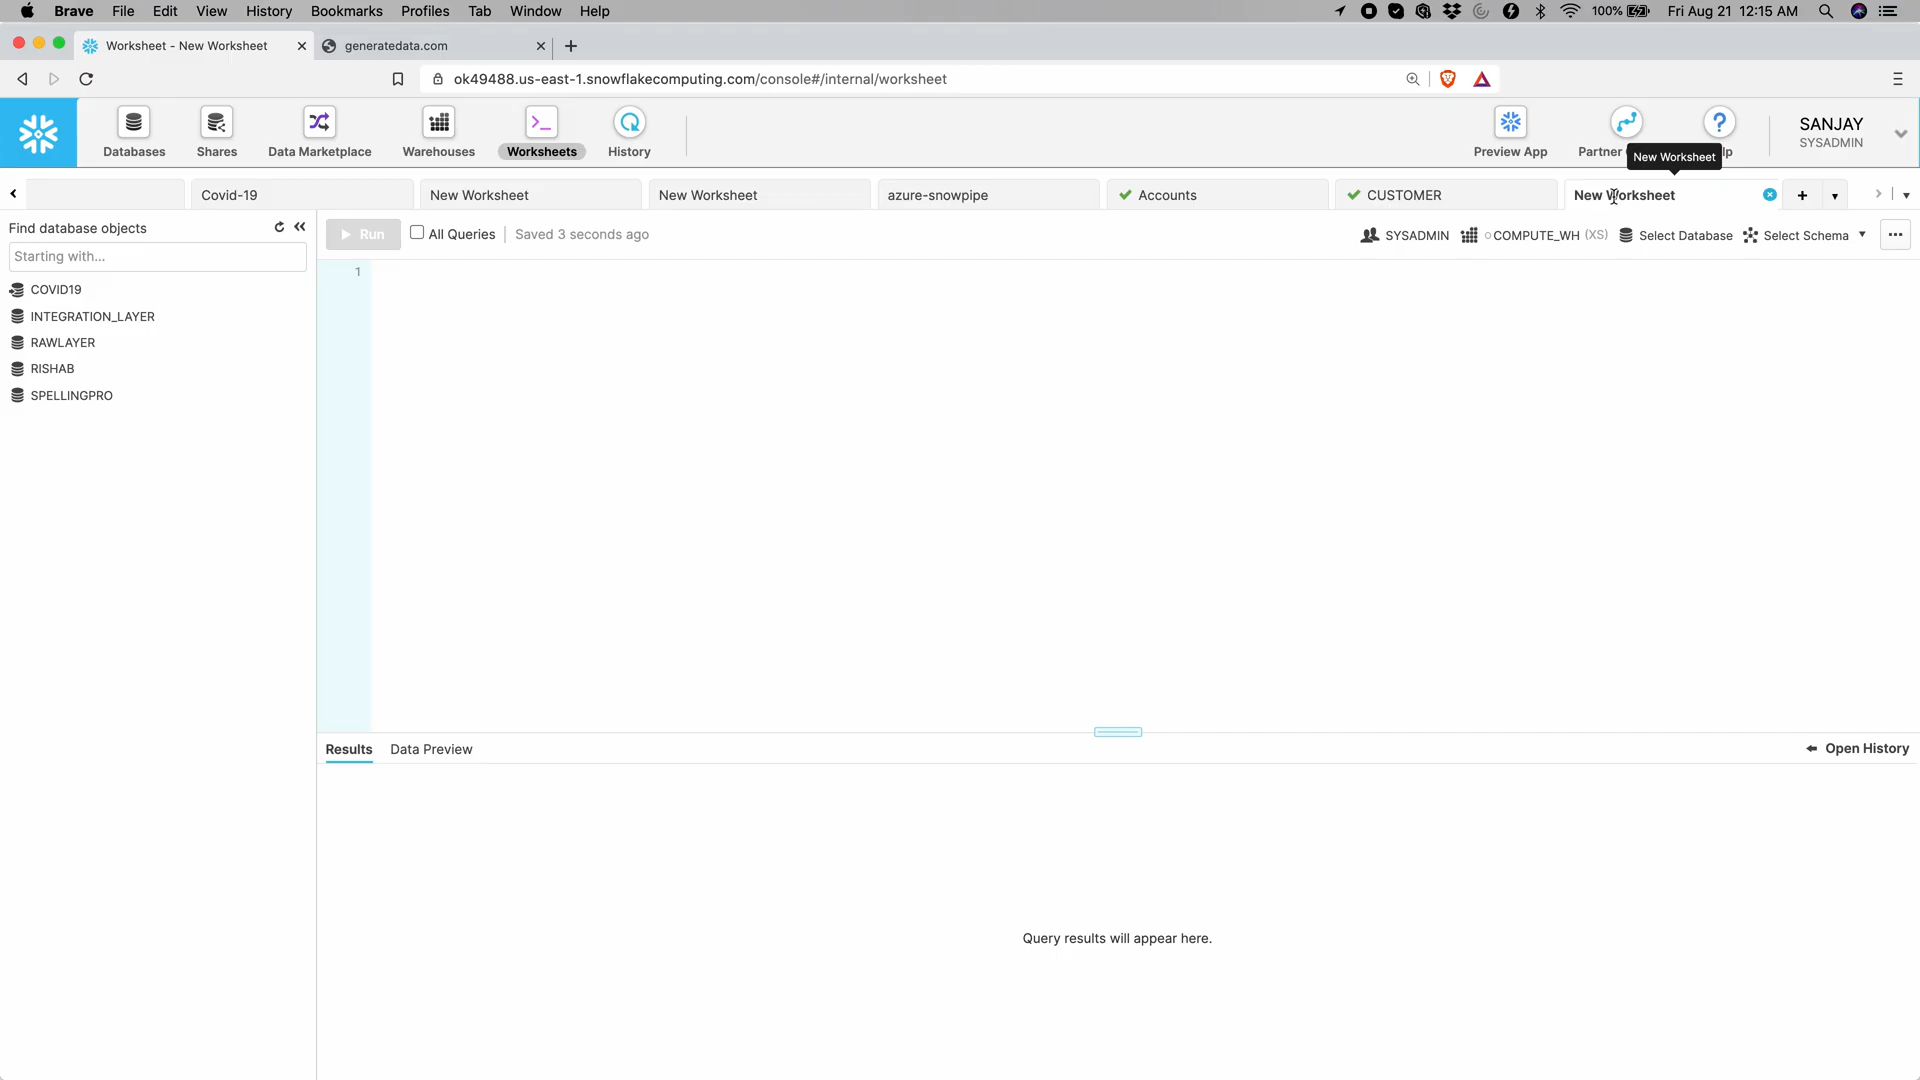 Brave File Edit View History Bookmarks Profiles Tab Window Help 100% Fri Aug 21 12:15 AM
Worksheet - New Worksheet generatedata.com
ok49488.us-east-1.snowflakecomputing.com/console#/internal/worksheet
Databases Shares Data Marketplace Warehouses Worksheets History Preview App Partner lp
SANJAY
SYSADMIN
New Worksheet
Covid-19 New Worksheet New Worksheet azure-snowpipe Accounts CUSTOMER New Worksheet
Find database objects
Run All Queries Saved 3 seconds ago SYSADMIN COMPUTE_WH (XS) Select Database Select Schema
Starting with...
1
COVID19
INTEGRATION_LAYER
RAWLAYER
RISHAB
SPELLINGPRO
Results Data Preview Open History
Query results will appear here.